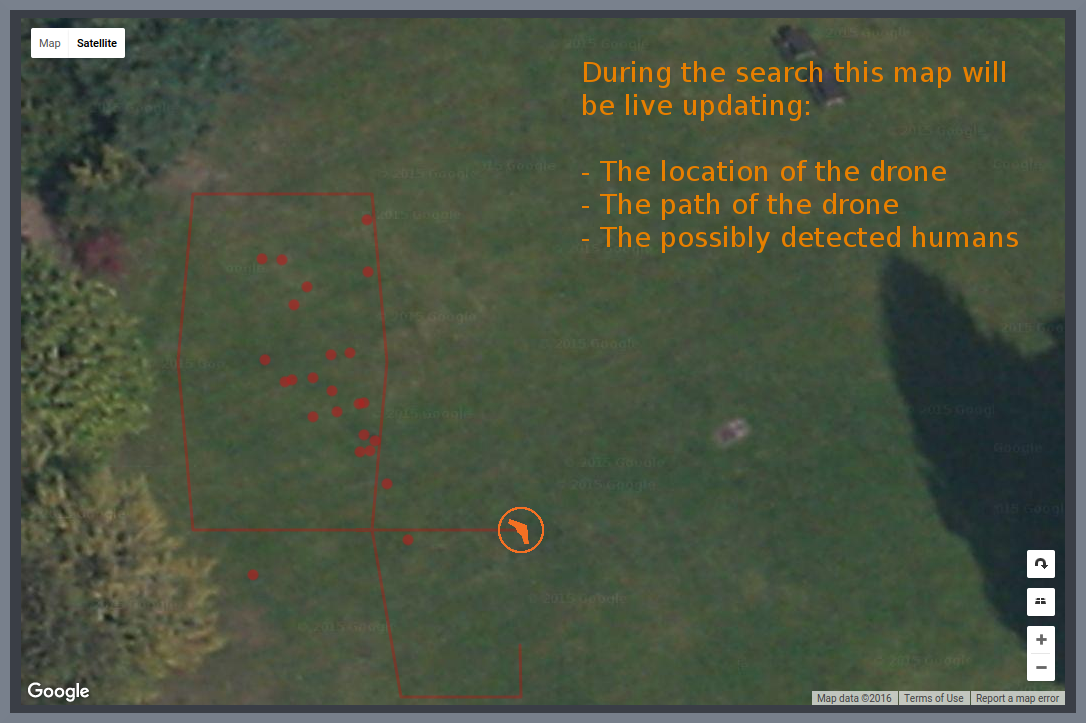 Map Satellite
During the search this map will
be live updating:
- The location of the drone
- The path of the drone
- The possibly detected humans
Google
Map data ©2016 Terms of Use Report a map error